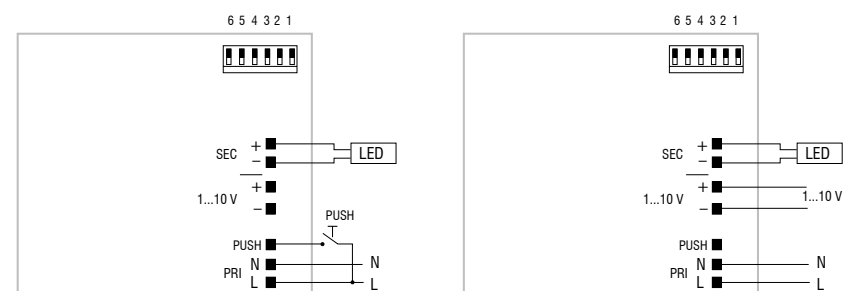 6 5 4 3 2 1
SEC + LED
−
1...10 V +
−
PUSH
PUSH
PRI N N
L L
6 5 4 3 2 1
SEC + LED
−
1...10 V + 1...10 V
−
PUSH
PRI N N
L L